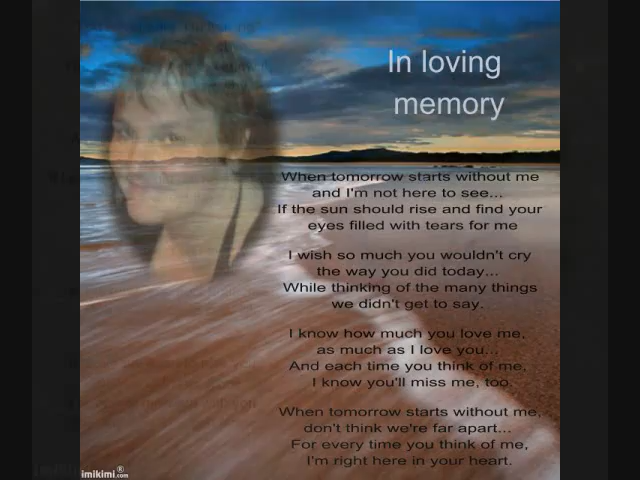 In loving
memory
When tomorrow starts without me
and I'm not here to see...
If the sun should rise and find your
eyes filled with tears for me
I wish so much you wouldn't cry
the way you did today...
While thinking of the many things
we didn't get to say.
I know how much you love me,
as much as I love you...
And each time you think of me,
I know you'll miss me, too.
When tomorrow starts without me,
don't think we're far apart...
For every time you think of me,
I'm right here in your heart.
imikimi.com®